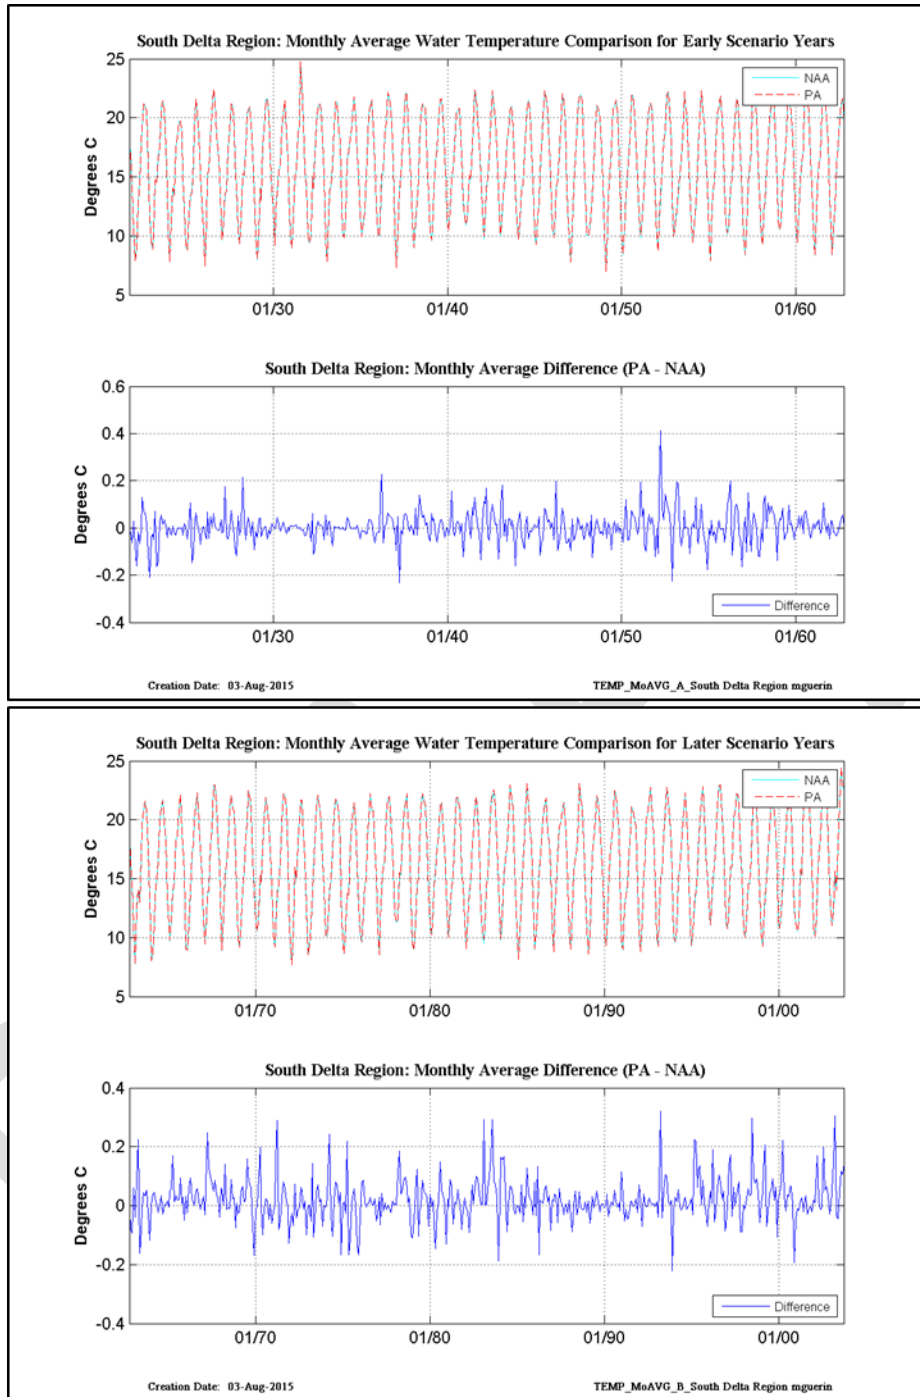 South Delta Region: Monthly Average Water Temperature Comparison for Early Scenario Years
25
20
15
10
5
Degrees C
NAA
PA
01/30
01/40
01/50
01/60
South Delta Region: Monthly Average Difference (PA - NAA)
0.6
0.4
0.2
0
-0.2
-0.4
Degrees C
Difference
01/30
01/40
01/50
01/60
Creation Date: 03-Aug-2015
TEMP_MoAVG_A_South Delta Region mguerin
South Delta Region: Monthly Average Water Temperature Comparison for Later Scenario Years
25
20
15
10
5
Degrees C
NAA
PA
01/70
01/80
01/90
01/00
South Delta Region: Monthly Average Difference (PA - NAA)
0.4
0.2
0
-0.2
-0.4
Degrees C
Difference
01/70
01/80
01/90
01/00
Creation Date: 03-Aug-2015
TEMP_MoAVG_B_South Delta Region mguerin